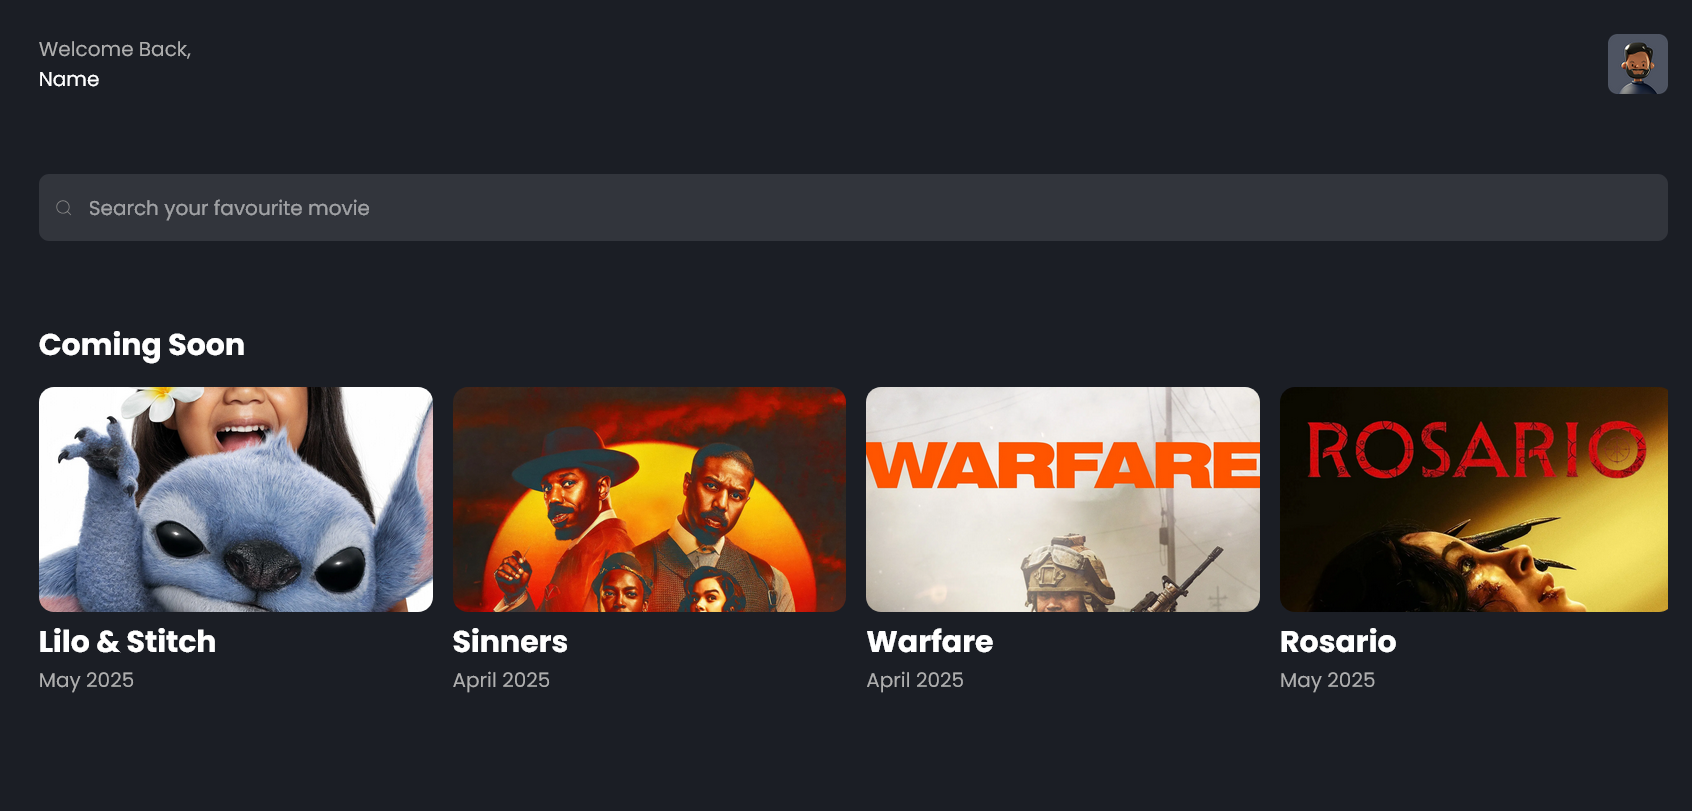 Welcome Back,
Name
Search your favourite movie
Coming Soon
WARFARE
ROSARIO
Lilo & Stitch
Sinners
Warfare
Rosario
May 2025
April 2025
April 2025
May 2025